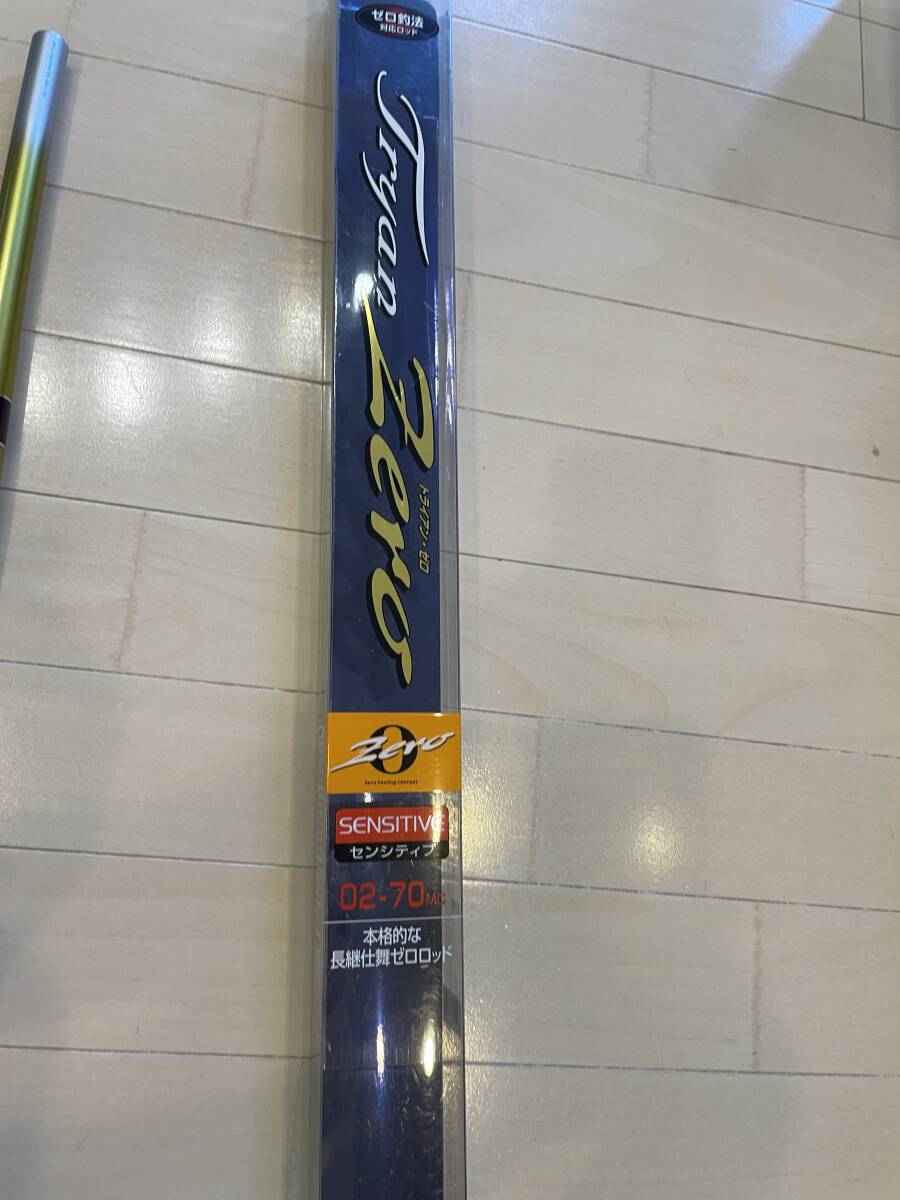 ゼロ釣法
対応ロッド
Tryan
Zero
トライアン・ゼロ
Zero
0
Zero Feeling Concept
SENSITIVE
センシティブ
02-70MC
本格的な
長継仕舞ゼロロッド